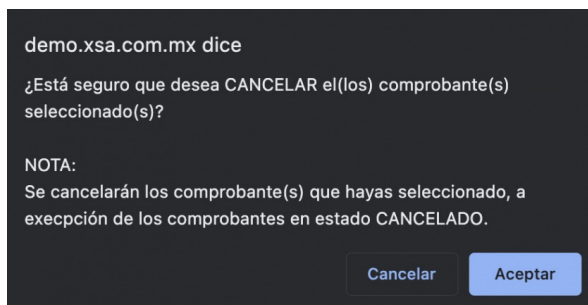 demo.xsa.com.mx dice
¿Está seguro que desea CANCELAR el(los) comprobante(s)
seleccionado(s)?
NOTA:
Se cancelarán los comprobante(s) que hayas seleccionado, a
execpción de los comprobantes en estado CANCELADO.
Cancelar
Aceptar